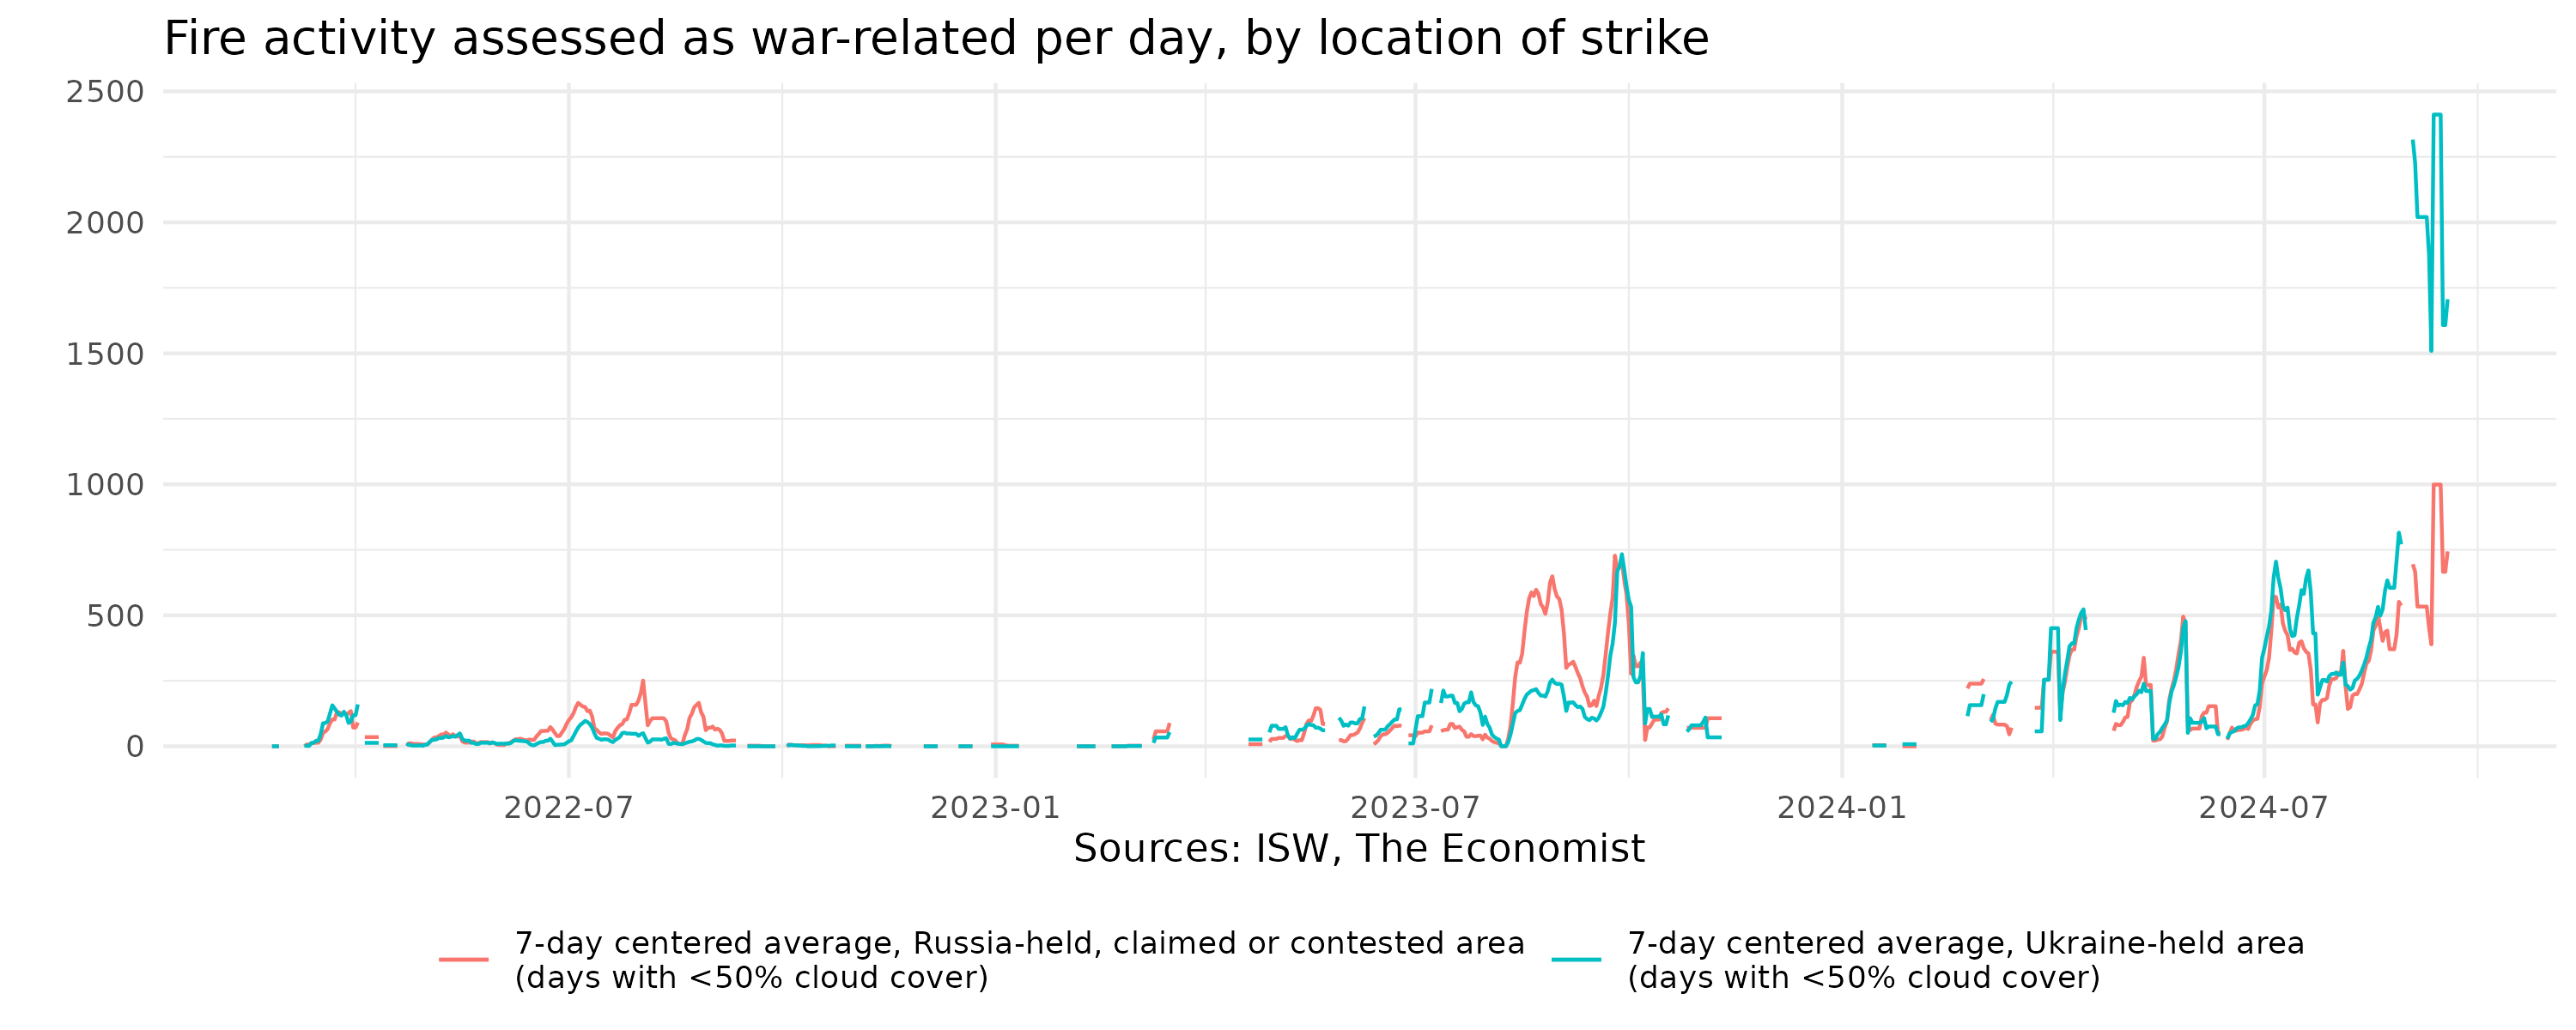 Fire activity assessed as war-related per day, by location of strike
2500
2000
1500
1000
500
0
2022-07
2023-01
2023-07
2024-01
2024-07
Sources: ISW, The Economist
7-day centered average, Russia-held, claimed or contested area
(days with <50% cloud cover)
7-day centered average, Ukraine-held area
(days with <50% cloud cover)